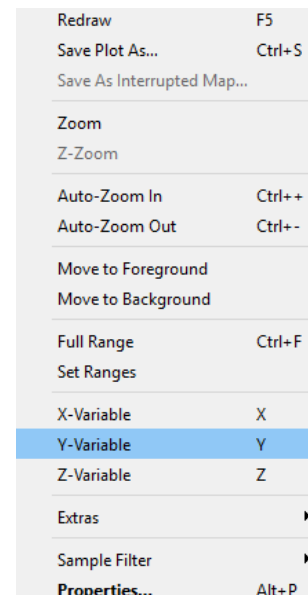 Redraw F5
Save Plot As... Ctrl+S
Save As Interrupted Map...
Zoom
Z-Zoom
Auto-Zoom In Ctrl++
Auto-Zoom Out Ctrl+-
Move to Foreground
Move to Background
Full Range Ctrl+F
Set Ranges
X-Variable X
Y-Variable Y
Z-Variable Z
Extras
Sample Filter
Properties... Alt+P